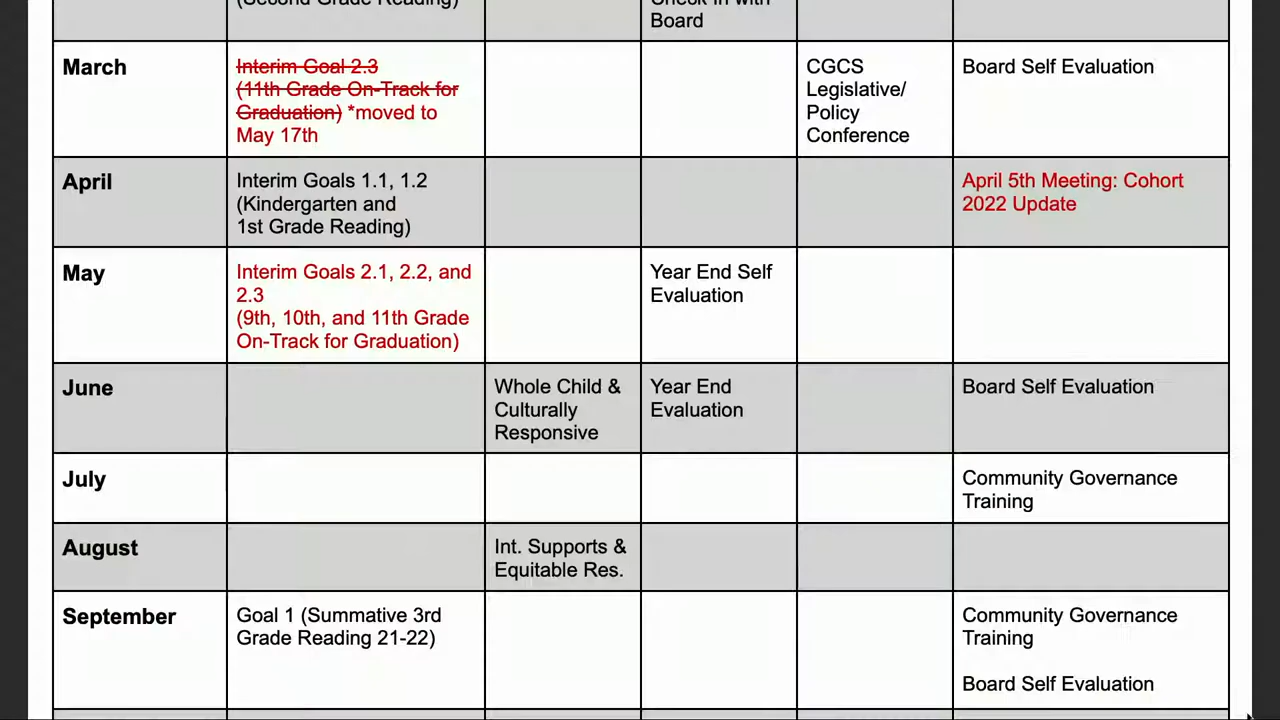 (Second Grade Reading)
Check In with
Board
March
Interim Goal 2.3
(11th Grade On-Track for
Graduation) *moved to
May 17th
CGCS
Legislative/
Policy
Conference
Board Self Evaluation
April
Interim Goals 1.1, 1.2
(Kindergarten and
1st Grade Reading)
April 5th Meeting: Cohort
2022 Update
May
Interim Goals 2.1, 2.2, and
2.3
(9th, 10th, and 11th Grade
On-Track for Graduation)
Year End Self
Evaluation
June
Whole Child &
Culturally
Responsive
Year End
Evaluation
Board Self Evaluation
July
Community Governance
Training
August
Int. Supports &
Equitable Res.
September
Goal 1 (Summative 3rd
Grade Reading 21-22)
Community Governance
Training
Board Self Evaluation